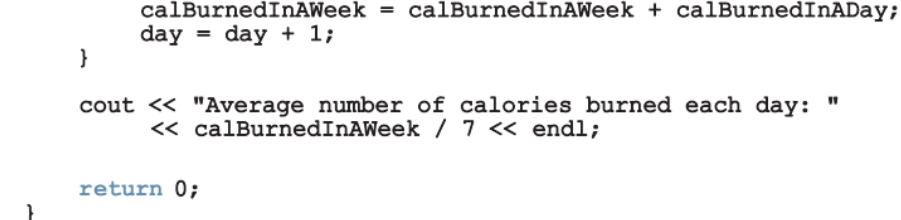 calBurnedInAWeek = calBurnedInAWeek + calBurnedInADay;
day = day + 1;
}
cout << "Average number of calories burned each day: "
<< calBurnedInAWeek / 7 << endl;
return 0;
}